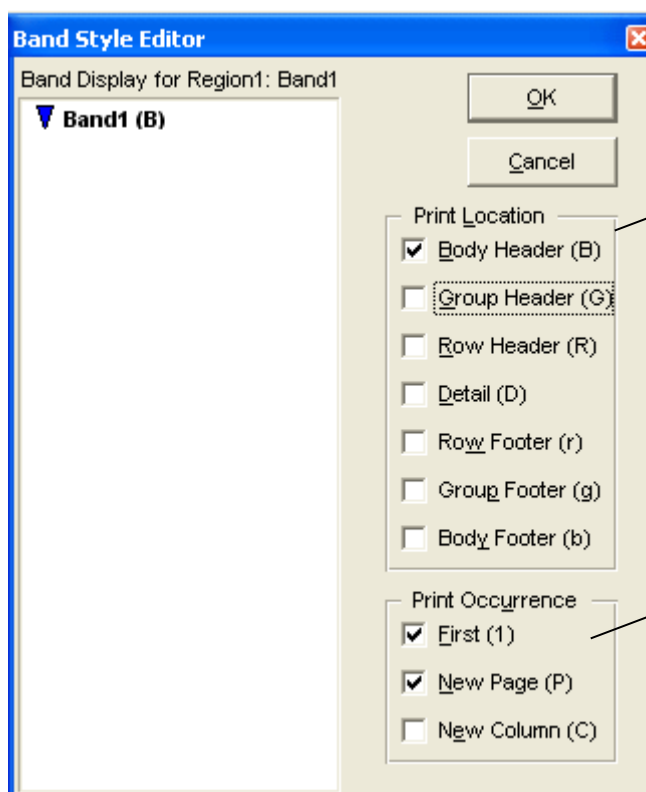 Band Style Editor
Band Display for Region1: Band1
Band1 (B)
OK
Cancel
Print Location
Body Header (B)
Group Header (G)
Row Header (R)
Detail (D)
Row Footer (r)
Group Footer (g)
Body Footer (b)
Print Occurrence
First (1)
New Page (P)
New Column (C)